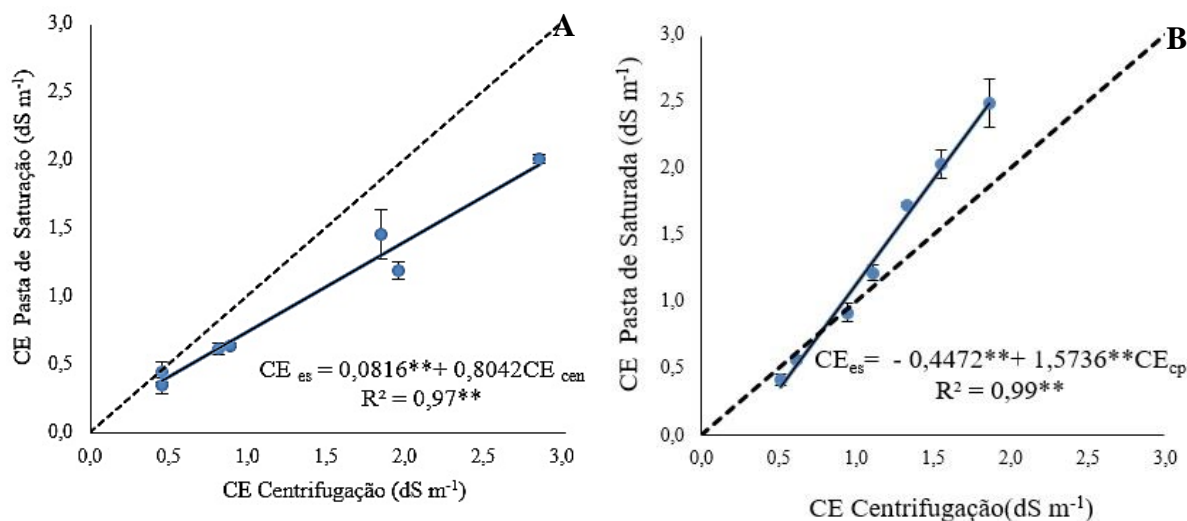 A
CE Pasta de Saturação (dS m⁻¹)
3,0
2,5
2,0
1,5
1,0
0,5
0,0
CE es = 0,0816**+ 0,8042CE cen
R² = 0,97**
0,0 0,5 1,0 1,5 2,0 2,5 3,0
CE Centrifugação (dS m⁻¹)
B
CE Pasta de Saturada (dS m⁻¹)
3,0
2,5
2,0
1,5
1,0
0,5
0,0
CEes= - 0,4472**+ 1,5736**CEcp
R² = 0,99**
0,0 0,5 1,0 1,5 2,0 2,5 3,0
CE Centrifugação(dS m⁻¹)